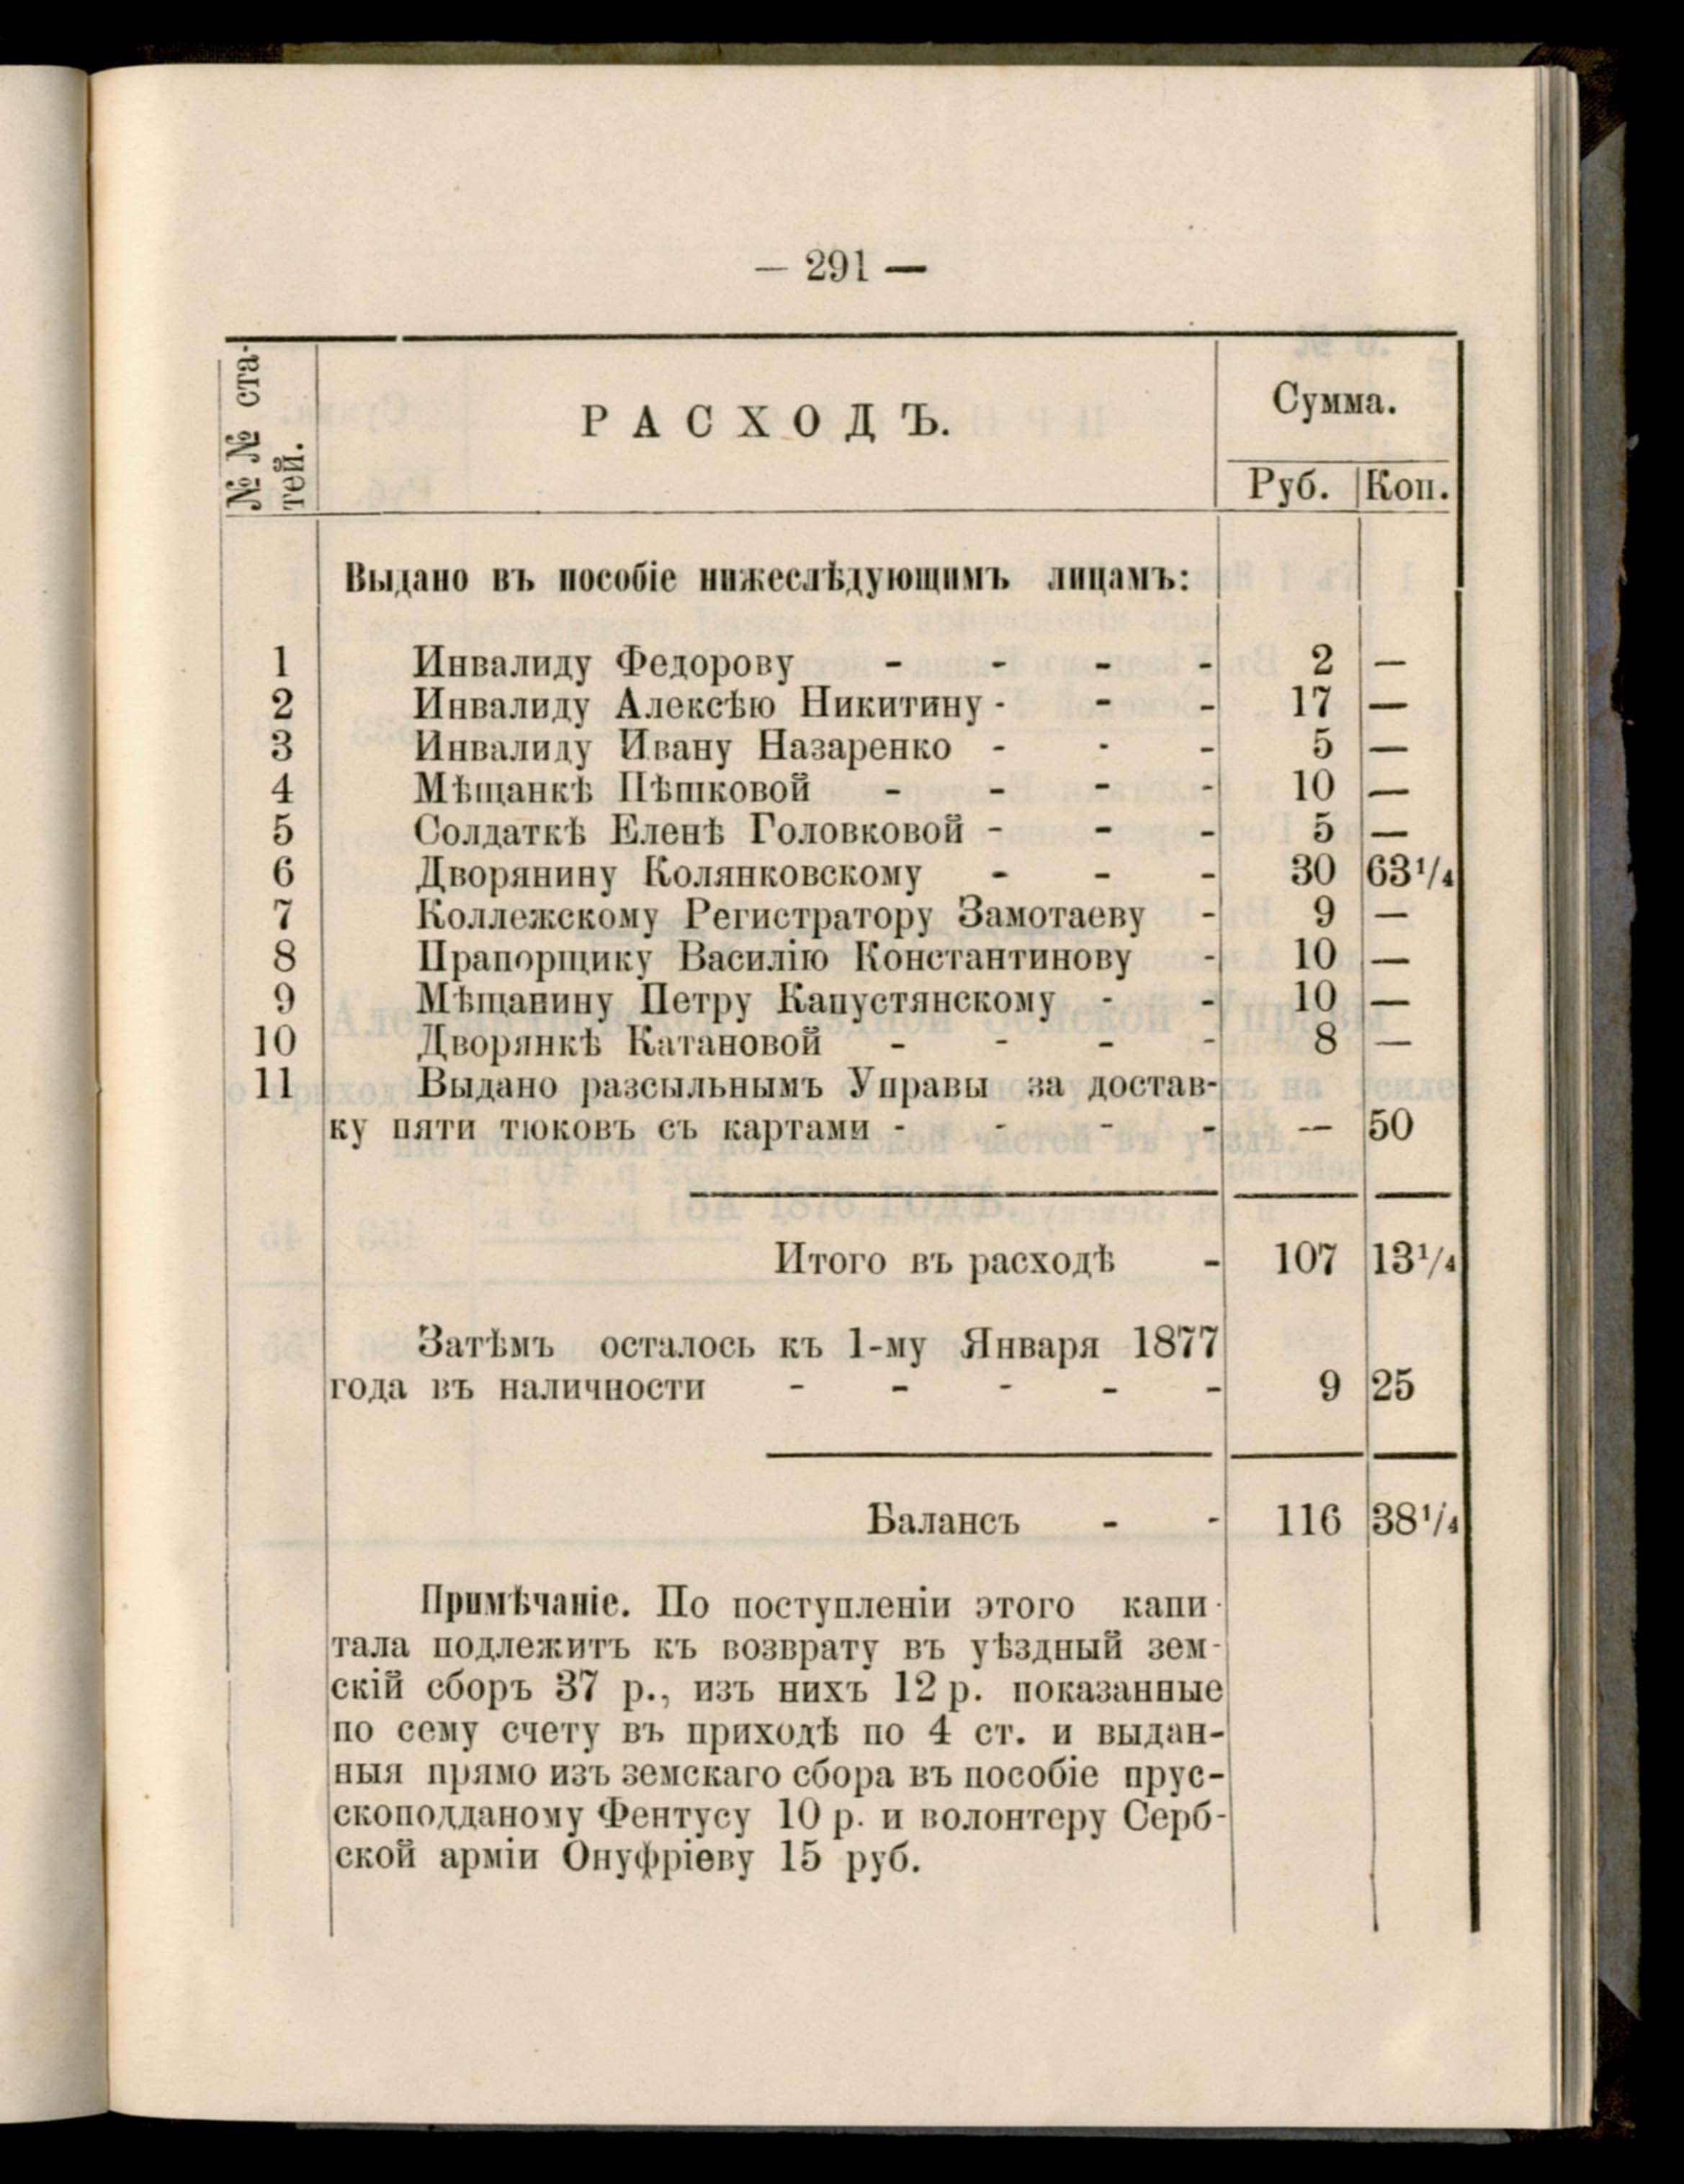 — 291 —
№ № ста-
тей.
РАСХОДЪ.
Сумма.
Руб. Коп.
Выдано въ пособіе нижеслѣдующимъ лицамъ:
1 Инвалиду Федорову - - - - 2 —
2 Инвалиду Алексѣю Никитину - - - 17 —
3 Инвалиду Ивану Назаренко - - - 5 —
4 Мѣщанкѣ Пѣшковой - - - - 10 —
5 Солдаткѣ Еленѣ Головковой - - - 5 —
6 Дворянину Колянковскому - - - 30 63¹/₄
7 Коллежскому Регистратору Замотаеву - 9 —
8 Прапорщику Василію Константинову - 10 —
9 Мѣщанину Петру Капустянскому - - 10 —
10 Дворянкѣ Катановой - - - - 8 —
11 Выдано разсыльнымъ Управы за достав-
ку пяти тюковъ съ картами - - - - — 50
Итого въ расходѣ - 107 13¹/₄
Затѣмъ осталось къ 1-му Января 1877
года въ наличности - - - - - 9 25
Балансъ - - 116 38¹/₄
Примѣчаніе. По поступленіи этого капи-
тала подлежитъ къ возврату въ уѣздный зем-
скій сборъ 37 р., изъ нихъ 12 р. показанные
по сему счету въ приходѣ по 4 ст. и выдан-
ныя прямо изъ земскаго сбора въ пособіе прус-
скоподданому Фентусу 10 р. и волонтеру Серб-
ской арміи Онуфріеву 15 руб.